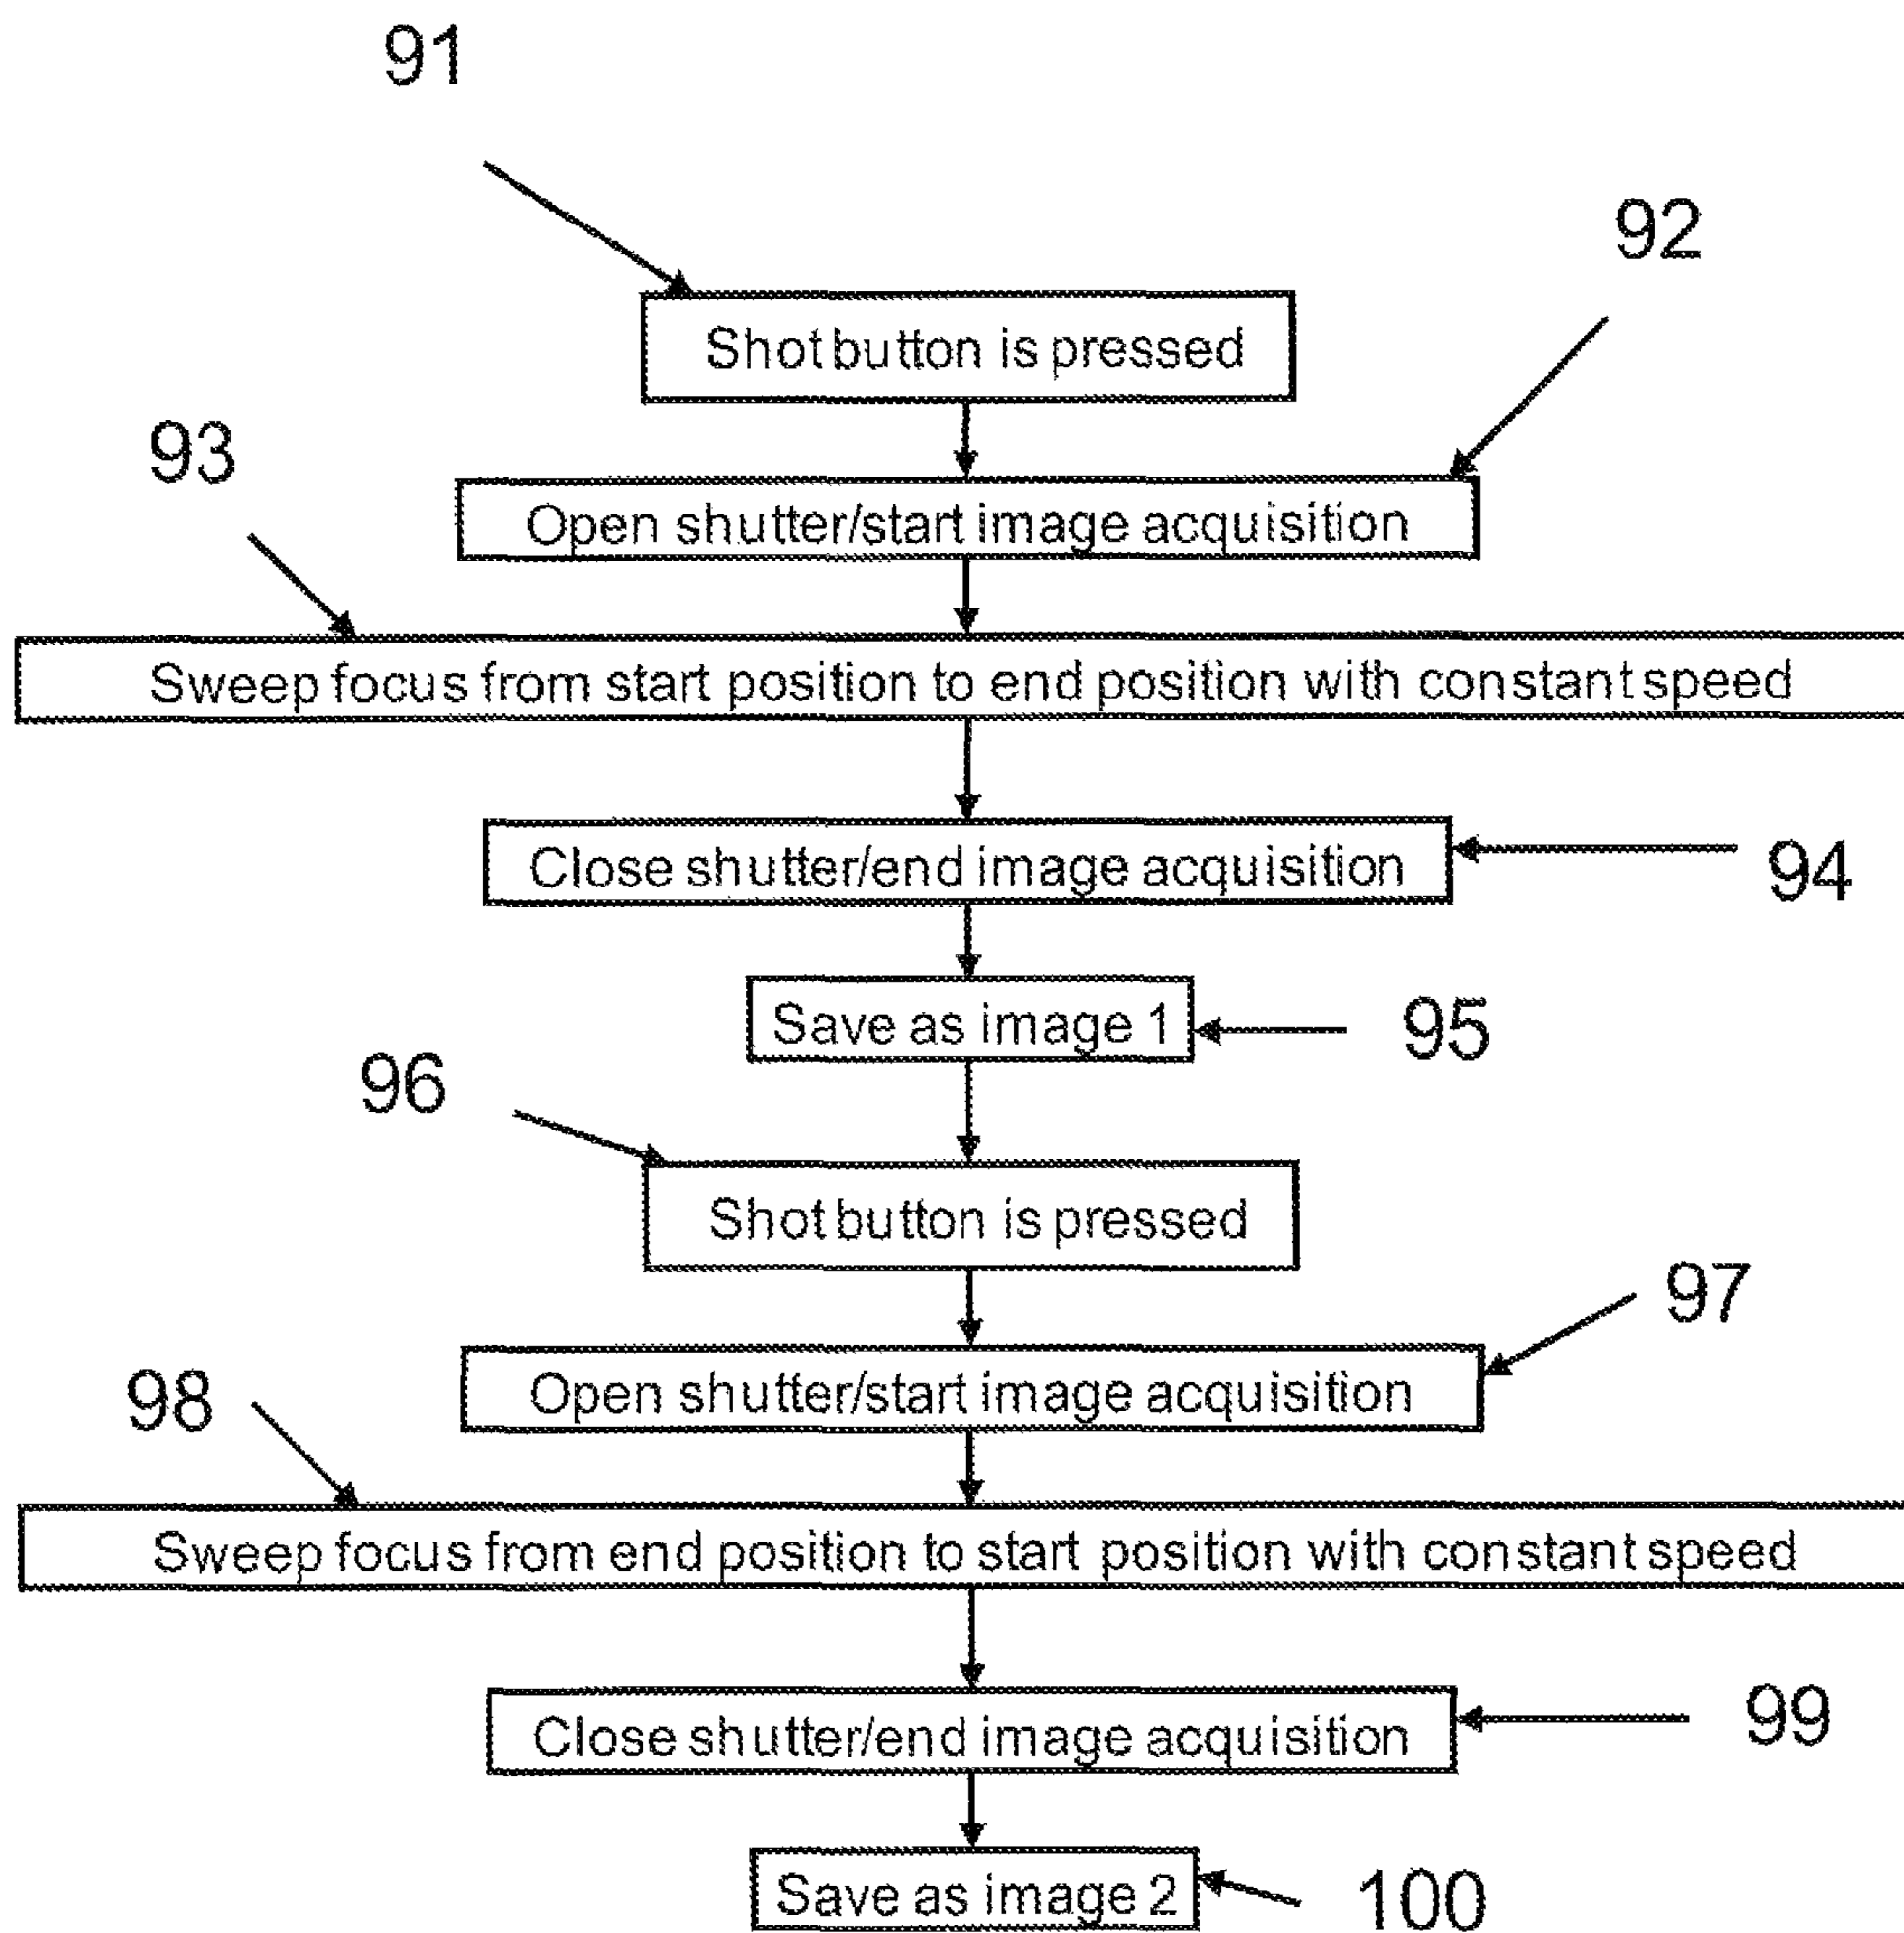 91
92
Shot button is pressed
93
Open shutter/start image acquisition
Sweep focus from start position to end position with constant speed
94
Close shutter/end image acquisition
95
Save as image 1
96
Shot button is pressed
97
Open shutter/start image acquisition
98
Sweep focus from end position to start position with constant speed
99
Close shutter/end image acquisition
100
Save as image 2